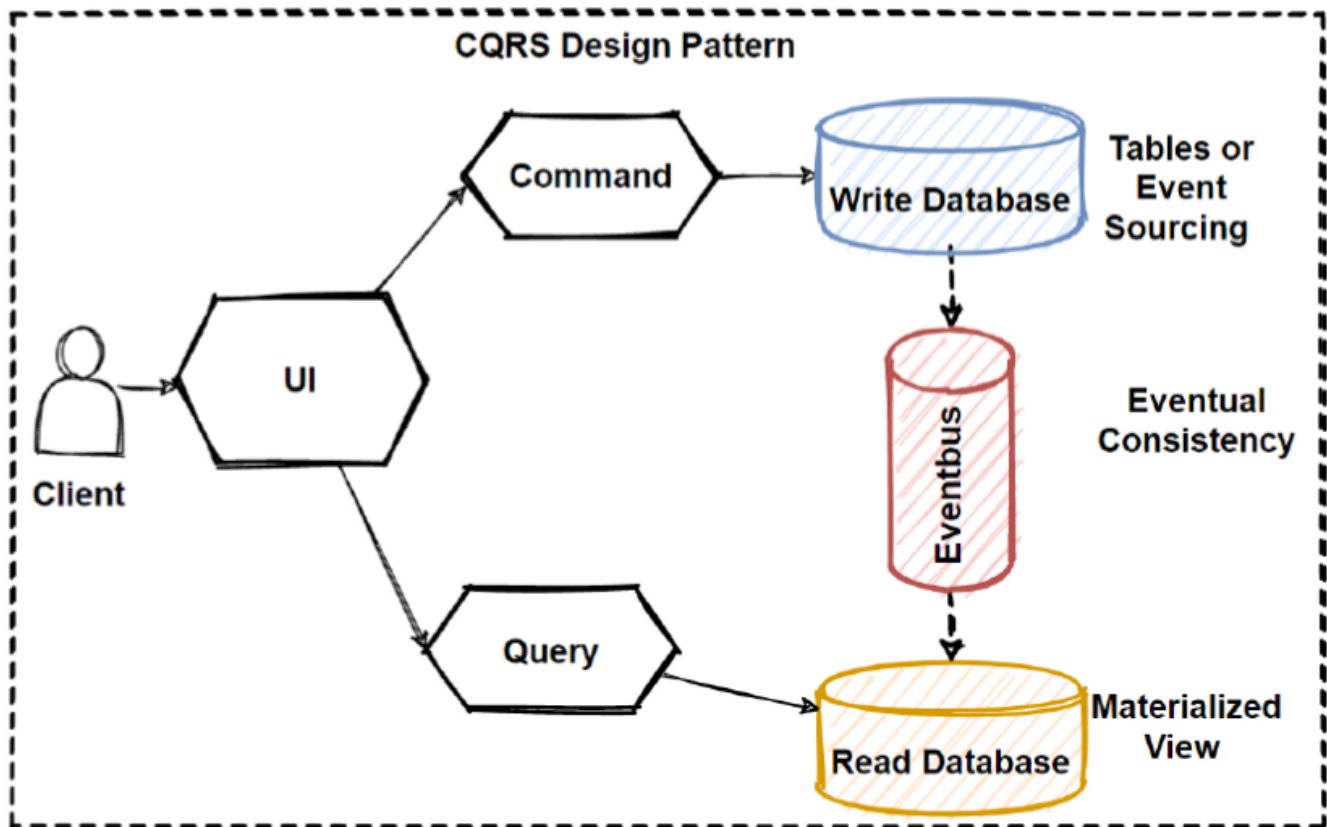 CQRS Design Pattern
Command
Write Database
Tables or
Event
Sourcing
UI
Client
Eventbus
Eventual
Consistency
Query
Read Database
Materialized
View